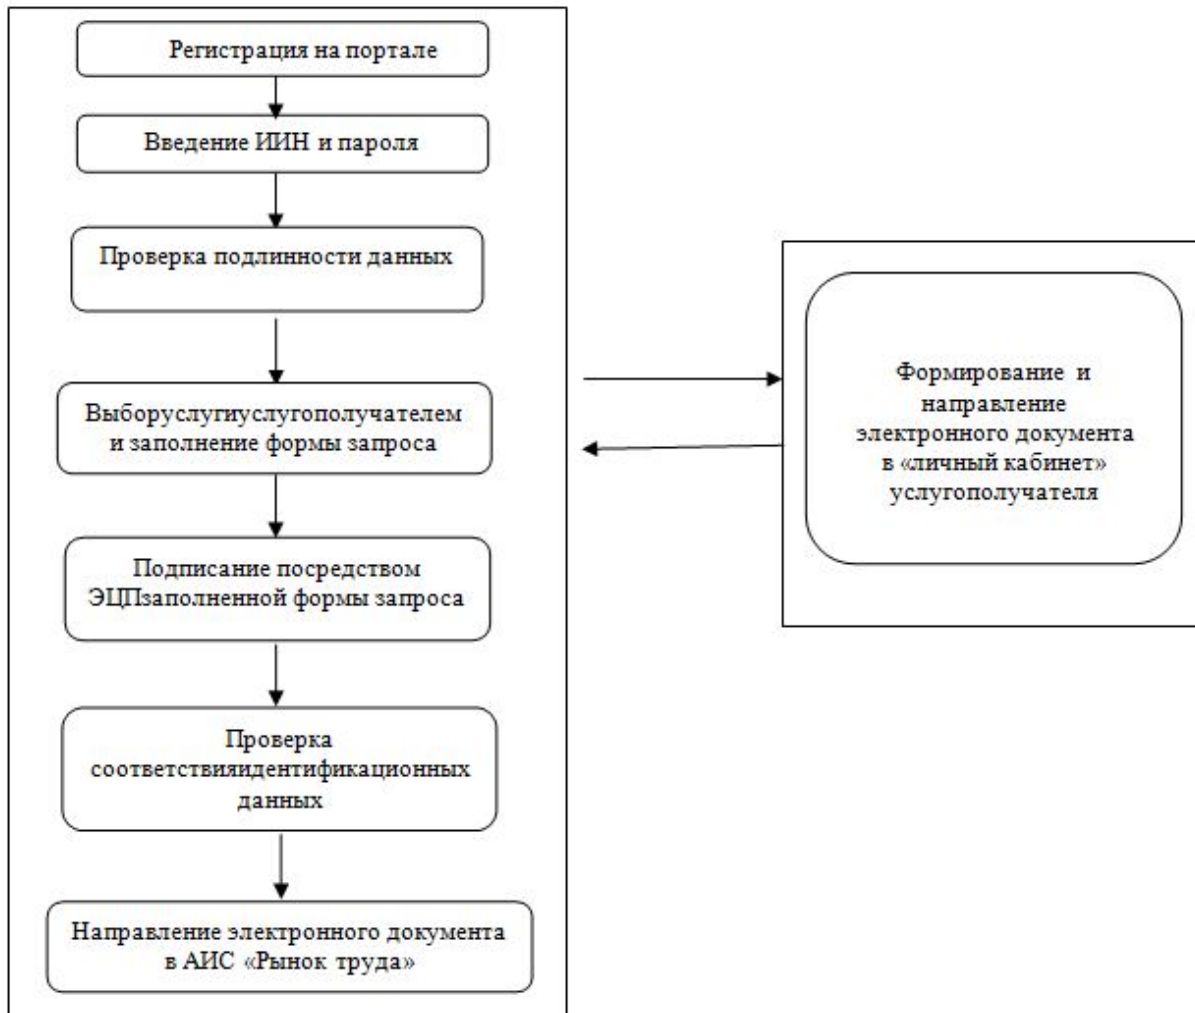 Регистрация на портале
Введение ИИН и пароля
Проверка подлинности данных
Выборуслугиуслугополучателем
и заполнение формы запроса
Подписание посредством
ЭЦПзаполненной формы запроса
Проверка
соответствияидентификационных
данных
Направление электронного документа
в АИС «Рынок труда»
Формирование и
направление
электронного документа
в «личный кабинет»
услугополучателя